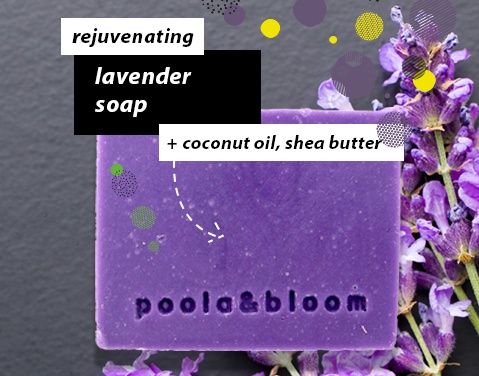 rejuvenating
lavender
soap
+ coconut oil, shea butter
poola&bloom